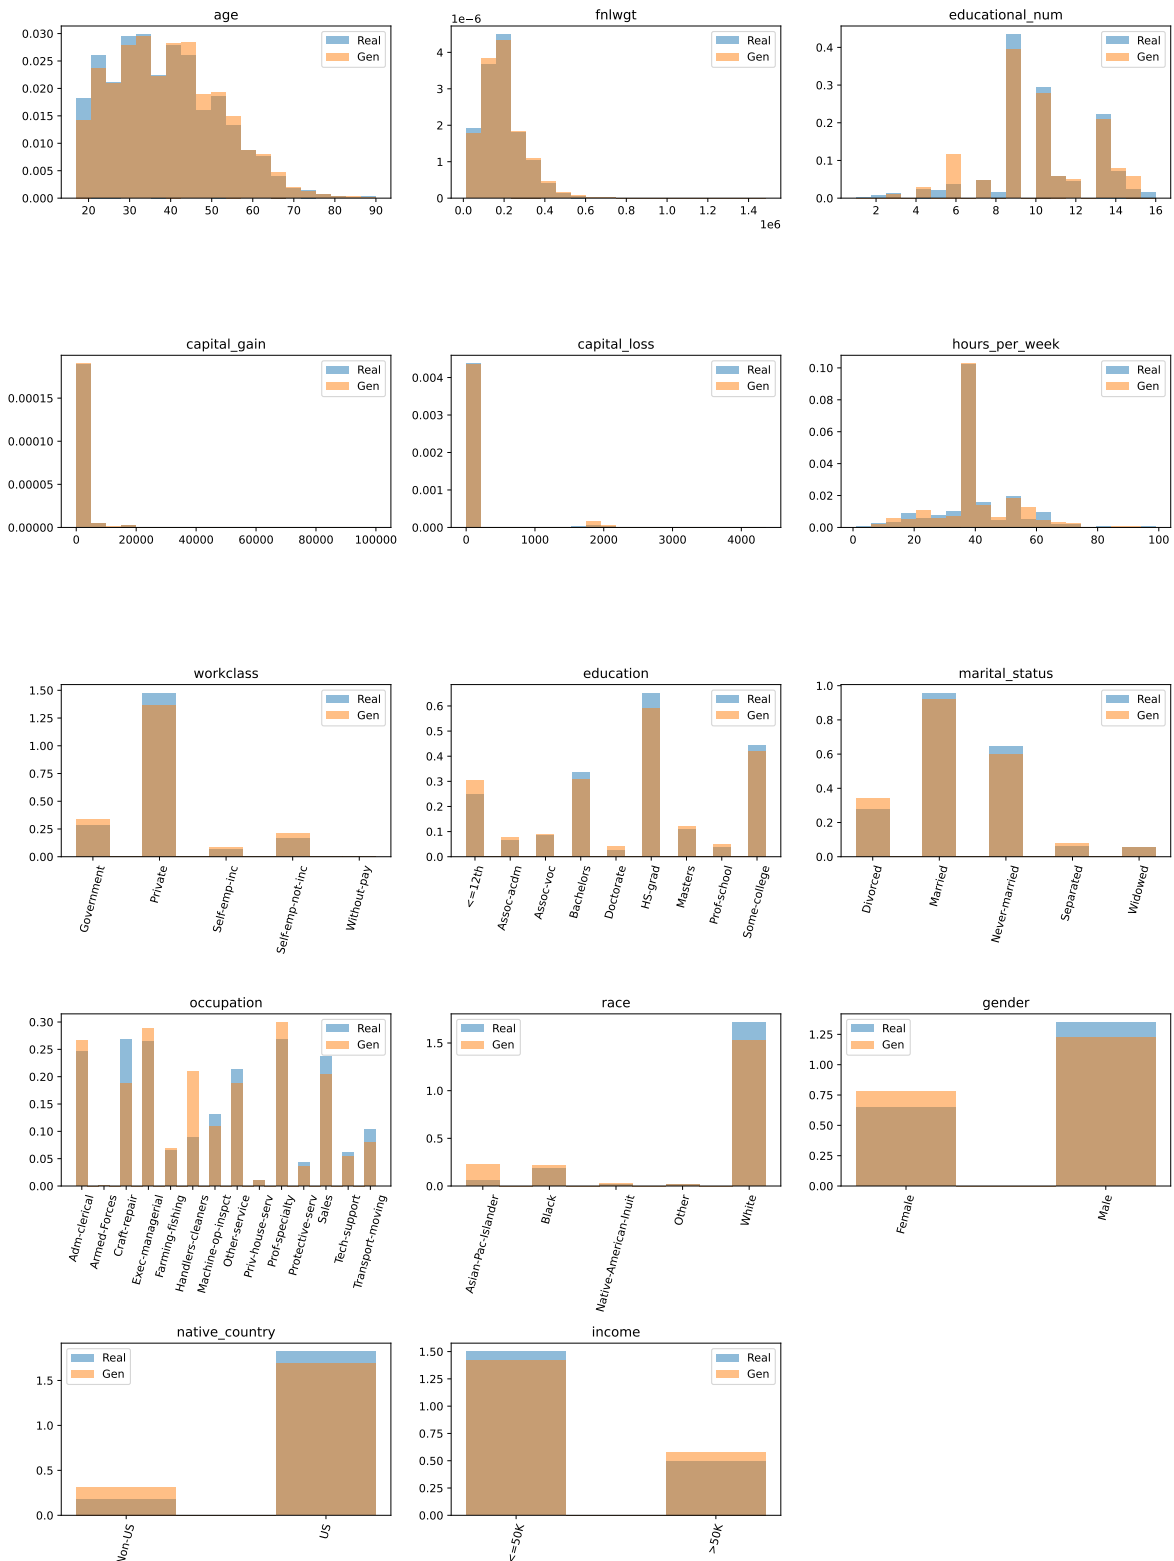 age
0.030
0.025
0.020
0.015
0.010
0.005
0.000
20 30 40 50 60 70 80 90
Real
Gen
fnlwgt
1e−6
4
3
2
1
0
0.0 0.2 0.4 0.6 0.8 1.0 1.2 1.4
1e6
Real
Gen
educational_num
0.4
0.3
0.2
0.1
0.0
2 4 6 8 10 12 14 16
Real
Gen
capital_gain
0.00015
0.00010
0.00005
0.00000
0 20000 40000 60000 80000 100000
Real
Gen
capital_loss
0.004
0.003
0.002
0.001
0.000
0 1000 2000 3000 4000
Real
Gen
hours_per_week
0.10
0.08
0.06
0.04
0.02
0.00
0 20 40 60 80 100
Real
Gen
workclass
1.50
1.25
1.00
0.75
0.50
0.25
0.00
Government
Private
Self-emp-inc
Self-emp-not-inc
Without-pay
Real
Gen
education
0.6
0.5
0.4
0.3
0.2
0.1
0.0
<=12th
Assoc-acdm
Assoc-voc
Bachelors
Doctorate
HS-grad
Masters
Prof-school
Some-college
Real
Gen
marital_status
1.0
0.8
0.6
0.4
0.2
0.0
Divorced
Married
Never-married
Separated
Widowed
Real
Gen
occupation
0.30
0.25
0.20
0.15
0.10
0.05
0.00
Adm-clerical
Armed-Forces
Craft-repair
Exec-managerial
Farming-fishing
Handlers-cleaners
Machine-op-inspct
Other-service
Priv-house-serv
Prof-specialty
Protective-serv
Sales
Tech-support
Transport-moving
Real
Gen
race
1.5
1.0
0.5
0.0
Asian-Pac-Islander
Black
Native-American-Inuit
Other
White
Real
Gen
gender
1.25
1.00
0.75
0.50
0.25
0.00
Female
Male
Real
Gen
native_country
1.5
1.0
0.5
0.0
Non-US
US
Real
Gen
income
1.50
1.25
1.00
0.75
0.50
0.25
0.00
<=50K
>50K
Real
Gen